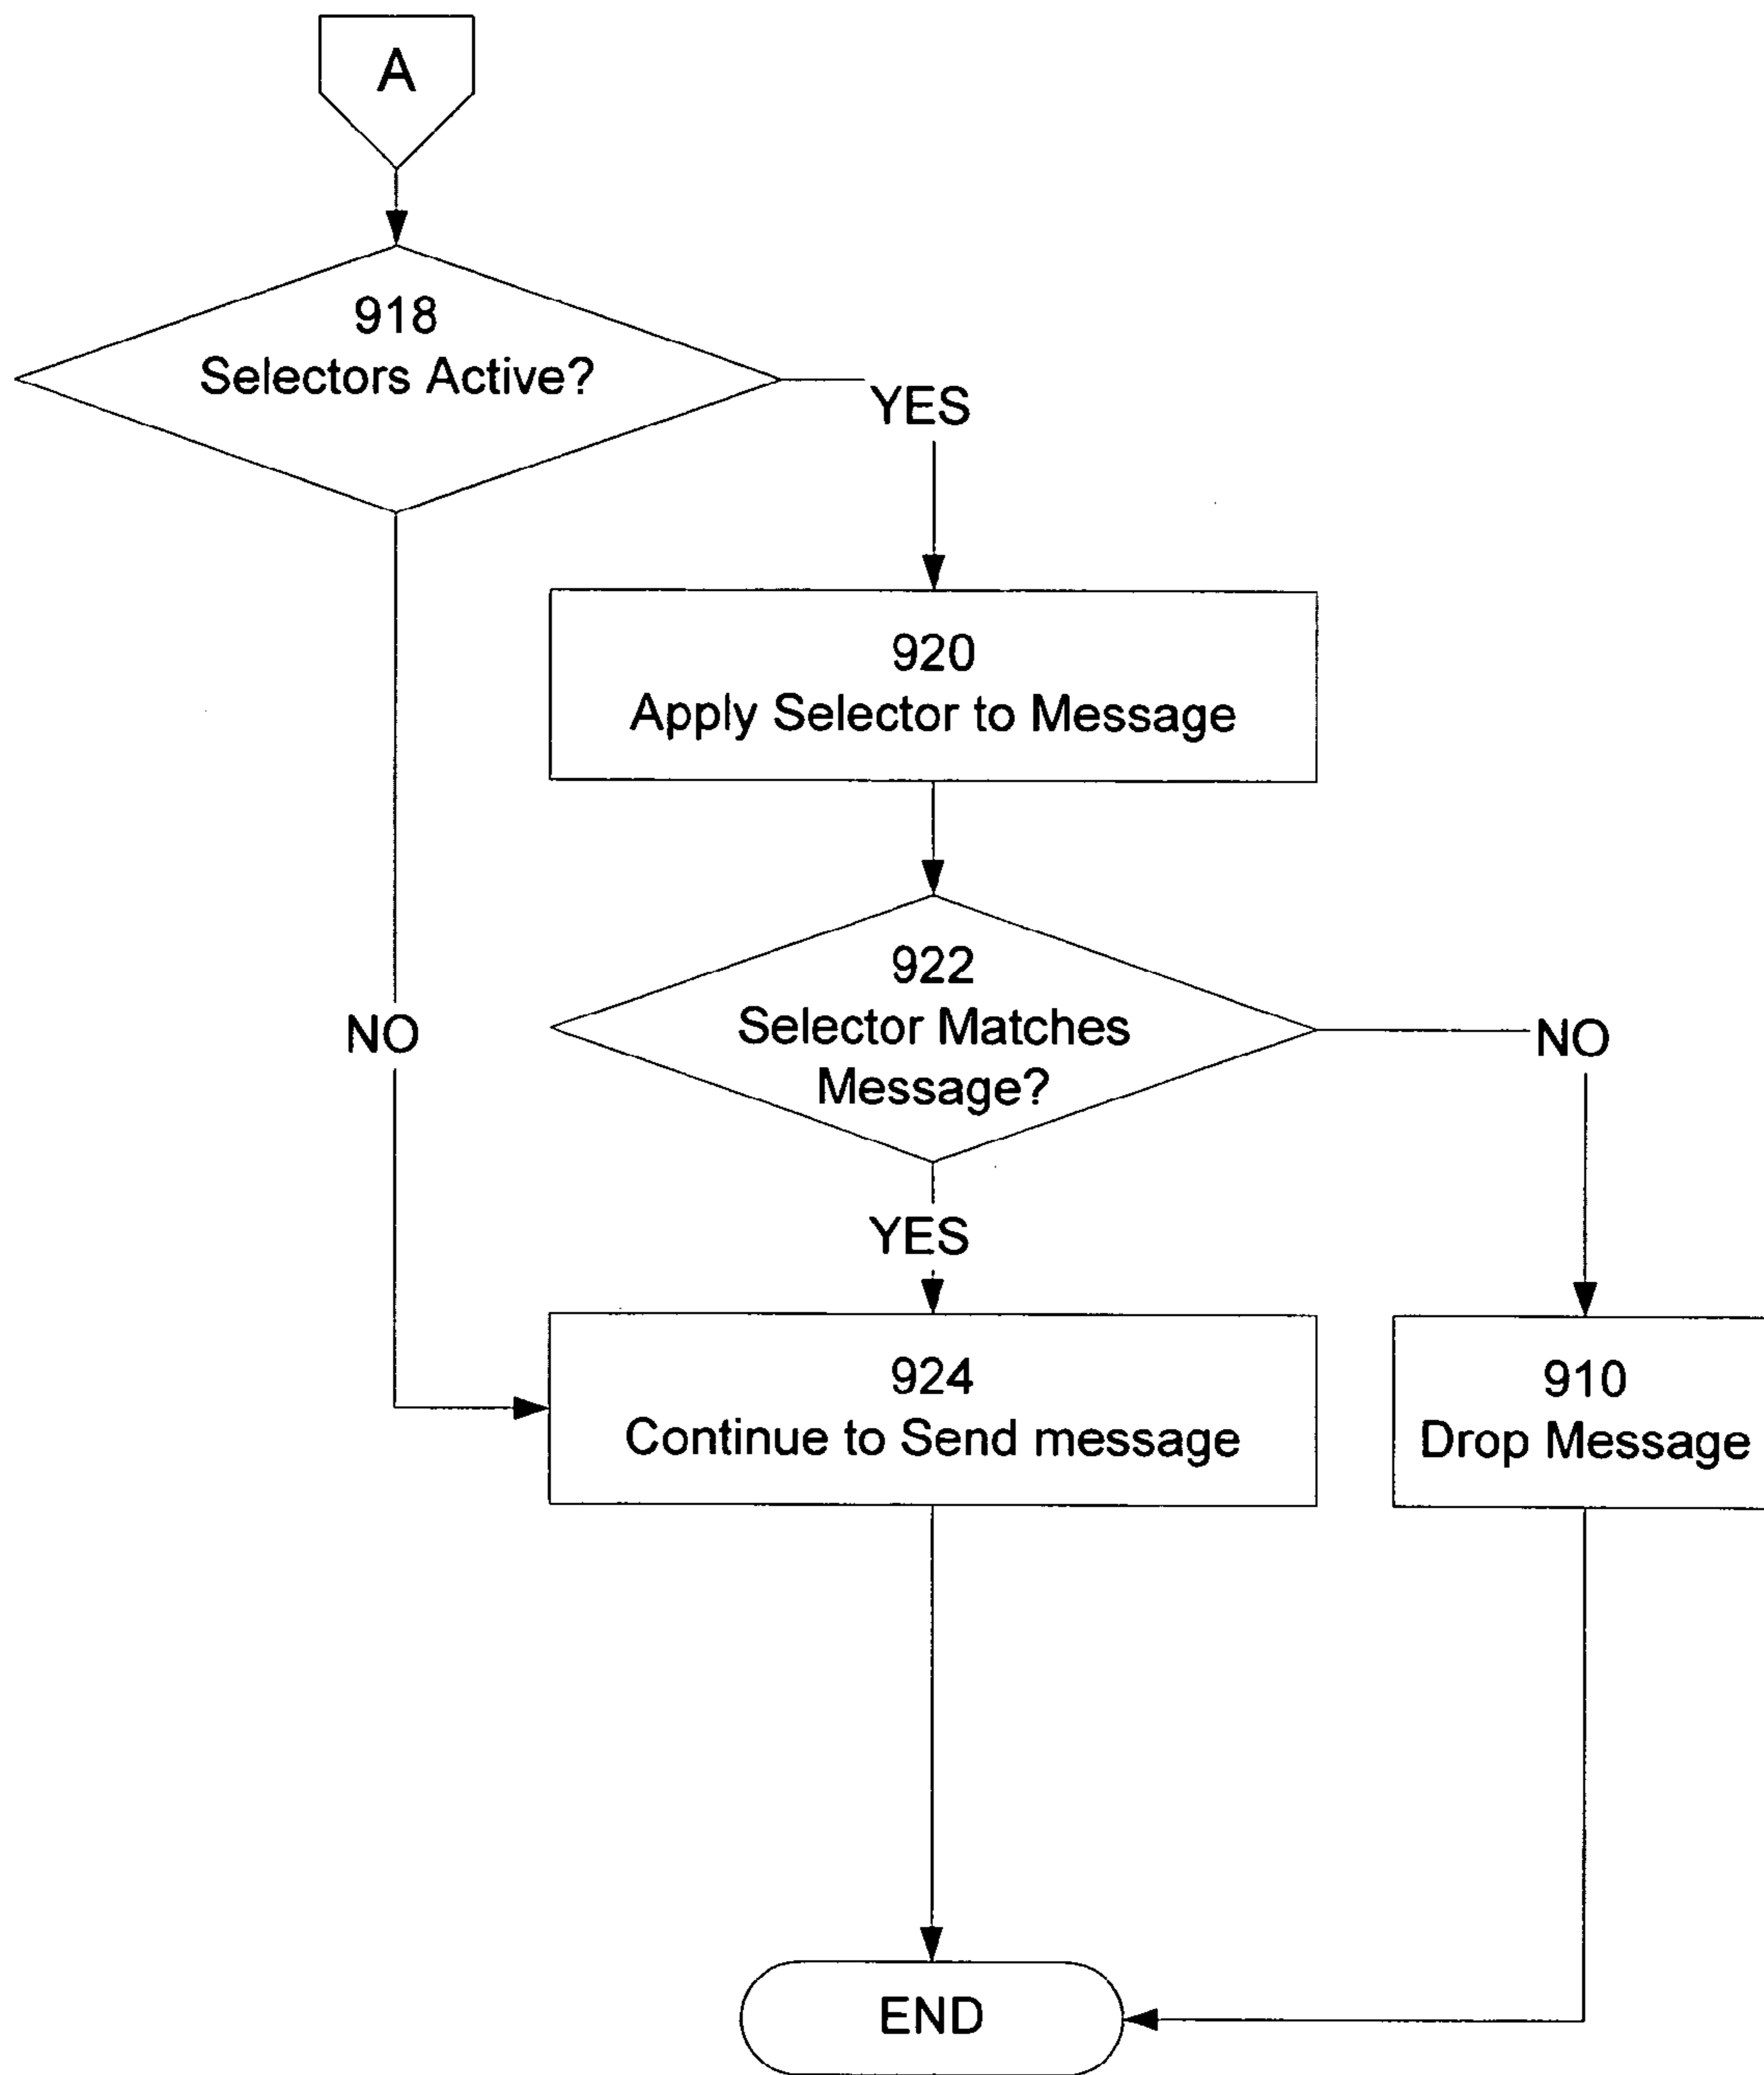 A
918
Selectors Active?
YES
920
Apply Selector to Message
922
Selector Matches
Message?
NO
NO
YES
924
Continue to Send message
910
Drop Message
END